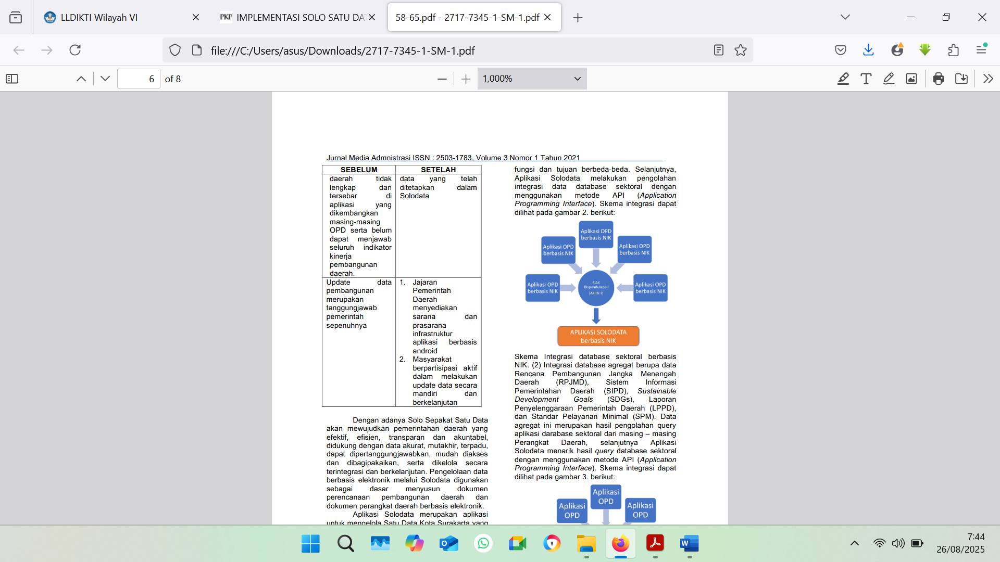 LLDIKTI Wilayah VI
PKP IMPLEMENTASI SOLO SATU DA
58-65.pdf - 2717-7345-1-SM-1.pdf
file:///C:/Users/asus/Downloads/2717-7345-1-SM-1.pdf
6 of 8
1,000%
Jurnal Media Admnistrasi ISSN : 2503-1783, Volume 3 Nomor 1 Tahun 2021
SEBELUM SETELAH
daerah tidak
lengkap dan
tersebar di
aplikasi yang
dikembangkan
masing-masing
OPD serta belum
dapat menjawab
seluruh indikator
kinerja
pembangunan
daerah.
data yang telah
ditetapkan dalam
Solodata
Update data
pembangunan
merupakan
tanggungjawab
pemerintah
sepenuhnya
1. Jajaran
Pemerintah
Daerah
menyediakan
sarana dan
prasarana
infrastruktur
aplikasi berbasis
android
2. Masyarakat
berpartisipasi aktif
dalam melakukan
update data secara
mandiri dan
berkelanjutan
Dengan adanya Solo Sepakat Satu Data
akan mewujudkan pemerintahan daerah yang
efektif, efisien, transparan dan akuntabel,
didukung dengan data akurat, mutakhir, terpadu,
dapat dipertanggungjawabkan, mudah diakses
dan dibagipakaikan, serta dikelola secara
terintegrasi dan berkelanjutan. Pengelolaan data
berbasis elektronik melalui Solodata digunakan
sebagai dasar menyusun dokumen
perencanaan pembangunan daerah dan
dokumen perangkat daerah berbasis elektronik.
Aplikasi Solodata merupakan aplikasi
untuk mengelola Satu Data Kota Surakarta yang
fungsi dan tujuan berbeda-beda. Selanjutnya,
Aplikasi Solodata melakukan pengolahan
integrasi data database sektoral dengan
menggunakan metode API (Application
Programming Interface). Skema integrasi dapat
dilihat pada gambar 2. berikut:
Aplikasi OPD
berbasis NIK
Aplikasi OPD
berbasis NIK
Aplikasi OPD
berbasis NIK
Aplikasi OPD
berbasis NIK
SIAK
Dispendukcapil
(API NIK)
Aplikasi OPD
berbasis NIK
APLIKASI SOLODATA
berbasis NIK
Skema Integrasi database sektoral berbasis
NIK. (2) Integrasi database agregat berupa data
Rencana Pembangunan Jangka Menengah
Daerah (RPJMD), Sistem Informasi
Pemerintahan Daerah (SIPD), Sustainable
Development Goals (SDGs), Laporan
Penyelenggaraan Pemerintah Daerah (LPPD),
dan Standar Pelayanan Minimal (SPM). Data
agregat ini merupakan hasil pengolahan query
aplikasi darabase sektoral dari masing – masing
Perangkat Daerah, selanjutnya Aplikasi
Solodata menarik hasil query database sektoral
dengan menggunakan metode API (Application
Programming Interface). Skema integrasi dapat
dilihat pada gambar 3. berikut:
Aplikasi
OPD
Aplikasi
OPD
Aplikasi
OPD
7:44
26/08/2025